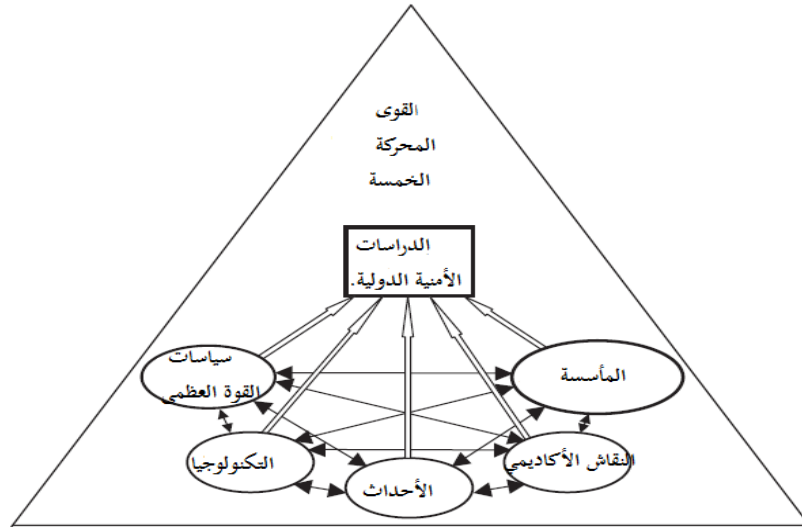 القوى
المحركة
الخمسة
الدراسات
الأمنية الدولية.
سياسات
القوة العظمى
المأسسة
التكنولوجيا
النقاش الأكاديمي
الأحداث